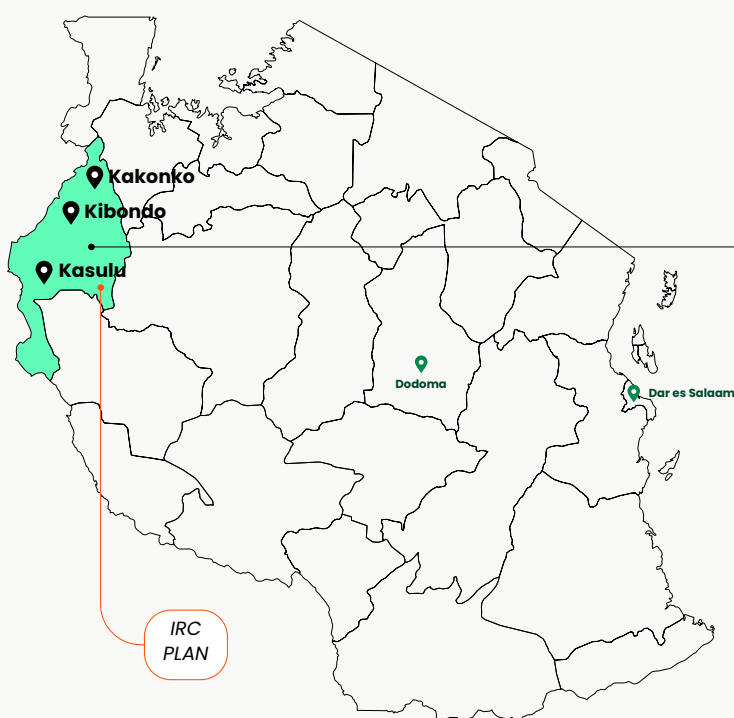 Kakonko
Kibondo
Kasulu
Dodoma
Dar es Salaam
IRC
PLAN